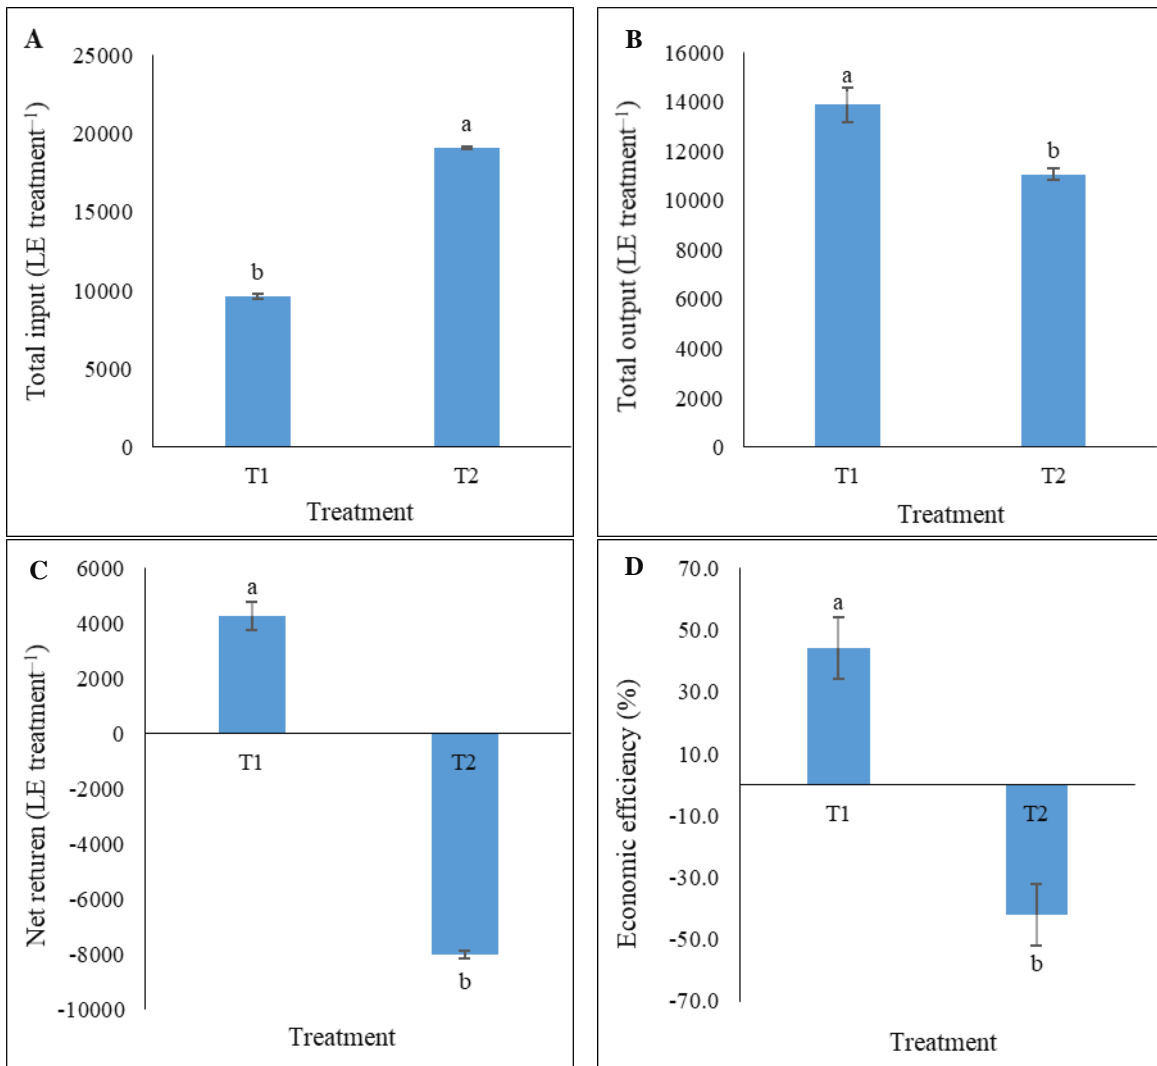 A
Total input (LE treatment⁻¹)
25000
20000
15000
10000
5000
0
a
b
T1 T2
Treatment
B
Total output (LE treatment⁻¹)
16000
14000
12000
10000
8000
6000
4000
2000
0
a
b
T1 T2
Treatment
C
Net returen (LE treatment⁻¹)
6000
4000
2000
0
-2000
-4000
-6000
-8000
-10000
a
T1 T2
b
Treatment
D
Economic efficiency (%)
70.0
50.0
30.0
10.0
-10.0
-30.0
-50.0
-70.0
a
T1 T2
b
Treatment